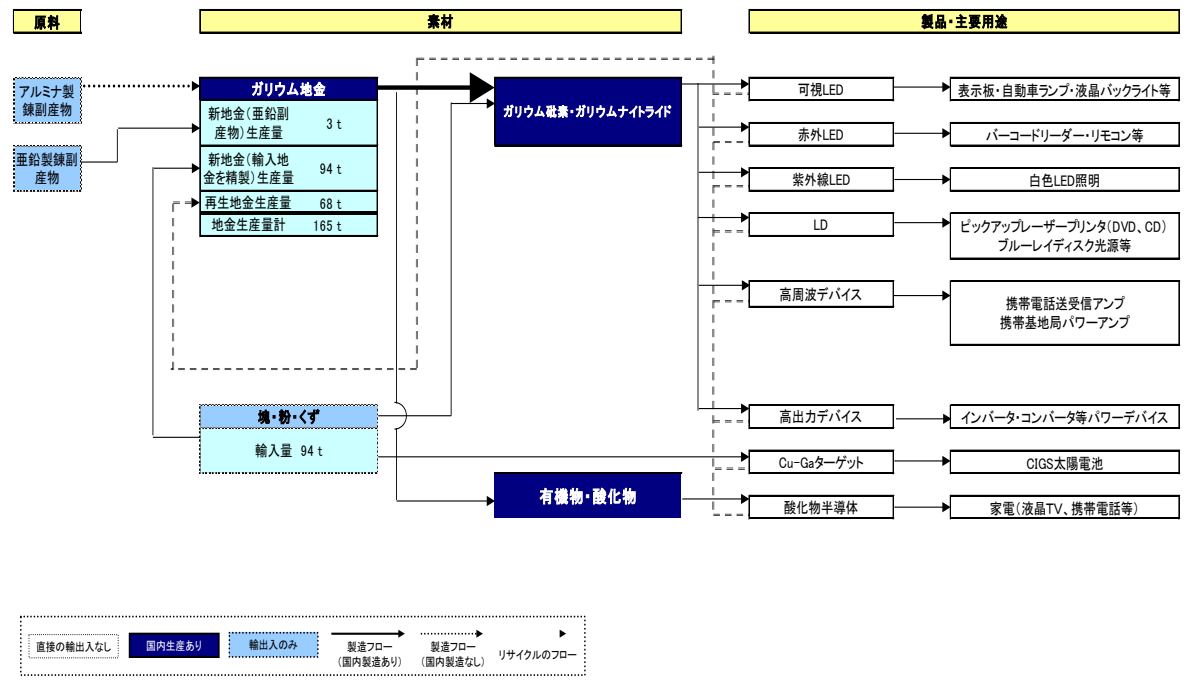 原料
素材
製品・主要用途
アルミナ製
錬副産物
亜鉛製錬副
産物
ガリウム地金
新地金（亜鉛副
産物）生産量
3 t
新地金（輸入地
金を精製）生産量
94 t
再生地金生産量
68 t
地金生産量計
165 t
塊・粉・くず
輸入量 94 t
ガリウム砒素・ガリウムナイトライド
有機物・酸化物
可視LED
表示板・自動車ランプ・液晶バックライト等
赤外LED
バーコードリーダー・リモコン等
紫外線LED
白色LED照明
LD
ピックアップレーザープリンタ（DVD、CD）
ブルーレイディスク光源等
高周波デバイス
携帯電話送受信アンプ
携帯基地局パワーアンプ
高出力デバイス
インバータ・コンバータ等パワーデバイス
Cu-Gaターゲット
CIGS太陽電池
酸化物半導体
家電（液晶TV、携帯電話等）
直接の輸出入なし
国内生産あり
輸出入のみ
製造フロー
（国内製造あり）
製造フロー
（国内製造なし）
リサイクルのフロー